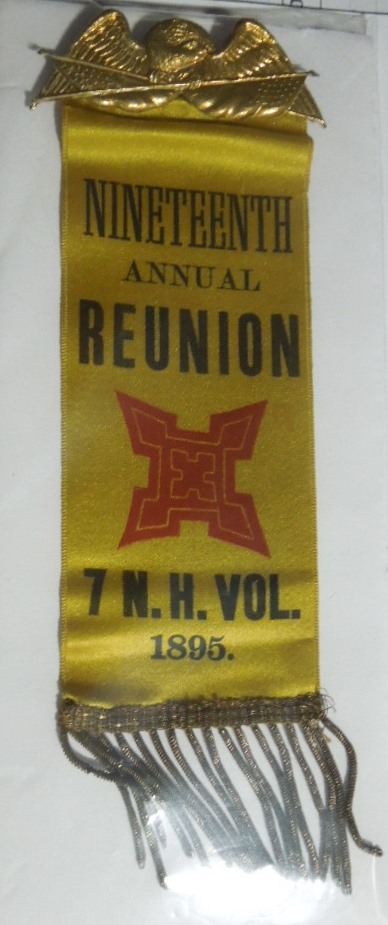 NINETEENTH
ANNUAL
REUNION
7 N. H. VOL.
1895.